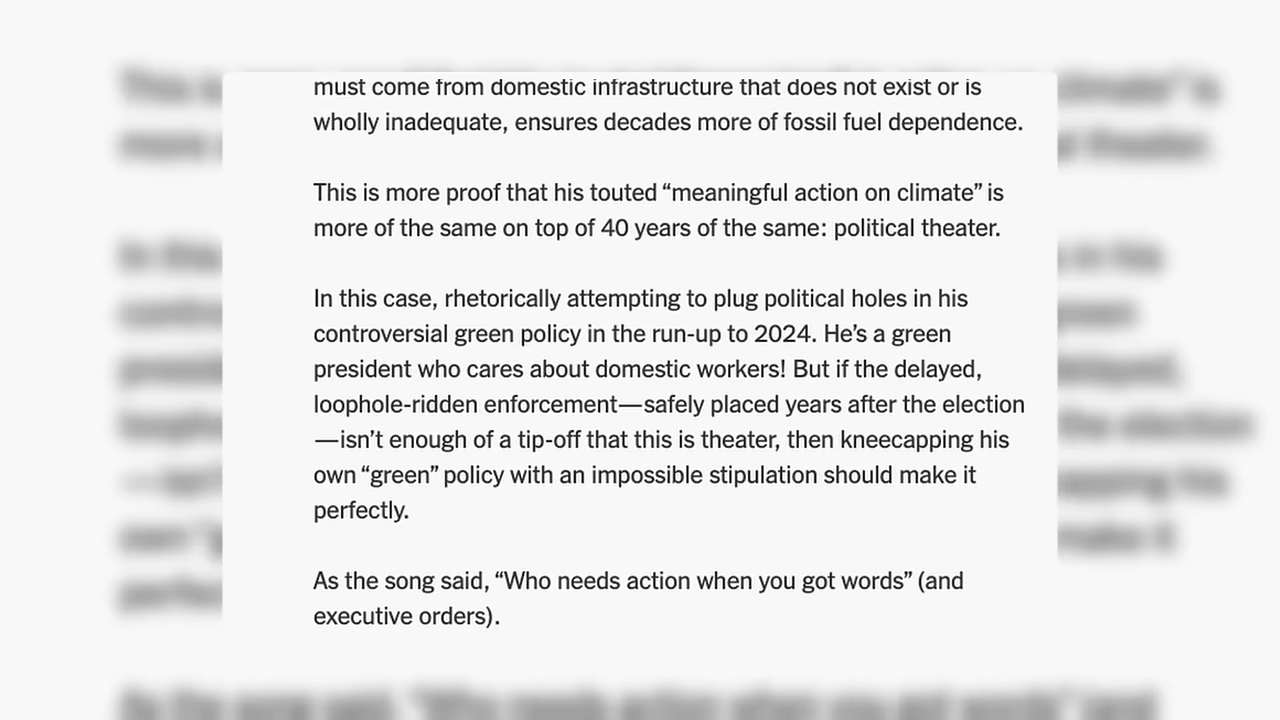 must come from domestic infrastructure that does not exist or is
wholly inadequate, ensures decades more of fossil fuel dependence.
This is more proof that his touted “meaningful action on climate” is
more of the same on top of 40 years of the same: political theater.
In this case, rhetorically attempting to plug political holes in his
controversial green policy in the run-up to 2024. He’s a green
president who cares about domestic workers! But if the delayed,
loophole-ridden enforcement—safely placed years after the election
—isn’t enough of a tip-off that this is theater, then kneecapping his
own “green” policy with an impossible stipulation should make it
perfectly.
As the song said, “Who needs action when you got words” (and
executive orders).